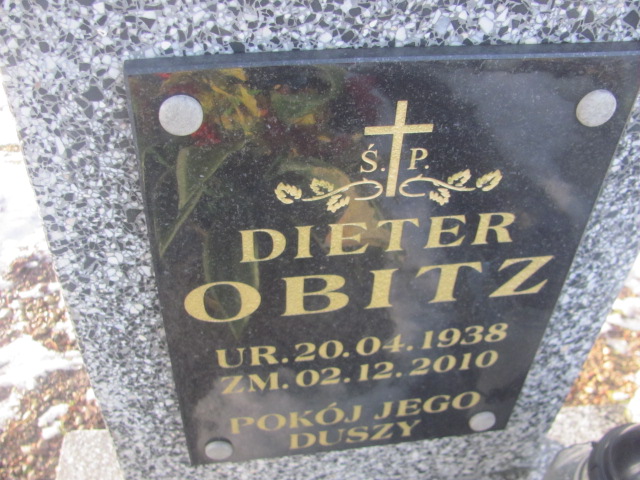 Ś. P.
DIETER
OBITZ
UR.20.04.1938
ZM.02.12.2010
POKÓJ JEGO
DUSZY